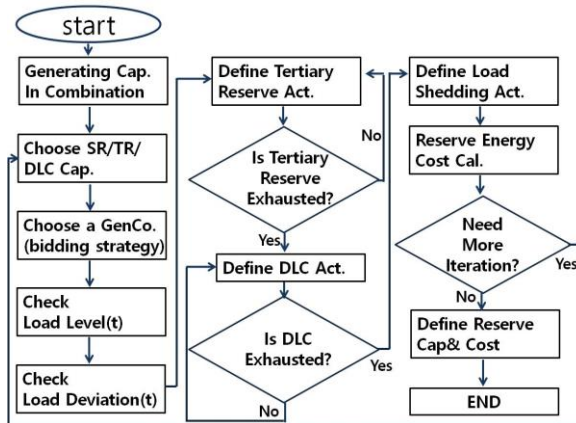 start
Generating Cap.
In Combination
Choose SR/TR/
DLC Cap.
Choose a GenCo.
(bidding strategy)
Check
Load Level(t)
Check
Load Deviation(t)
Define Tertiary
Reserve Act.
No
Is Tertiary
Reserve
Exhausted?
Yes
Define DLC Act.
Is DLC
Exhausted?
Yes
No
Define Load
Shedding Act.
Reserve Energy
Cost Cal.
Need
More
Iteration?
Yes
No
Define Reserve
Cap& Cost
END